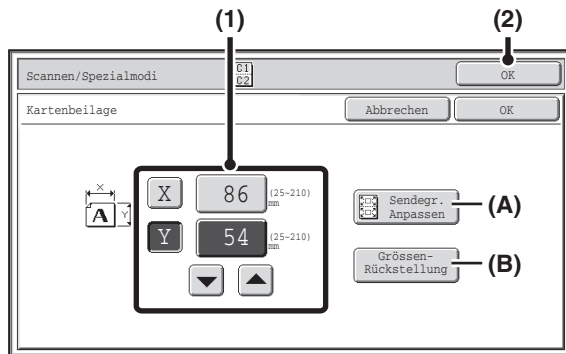 (1) (2)
Scannen/Spezialmodi C1 C2 OK
Kartenbeilage Abbrechen OK
X 86 (25~210) mm
X Y A
Y 54 (25~210) mm
Sendegr. Anpassen (A)
Grössen-Rückstellung (B)